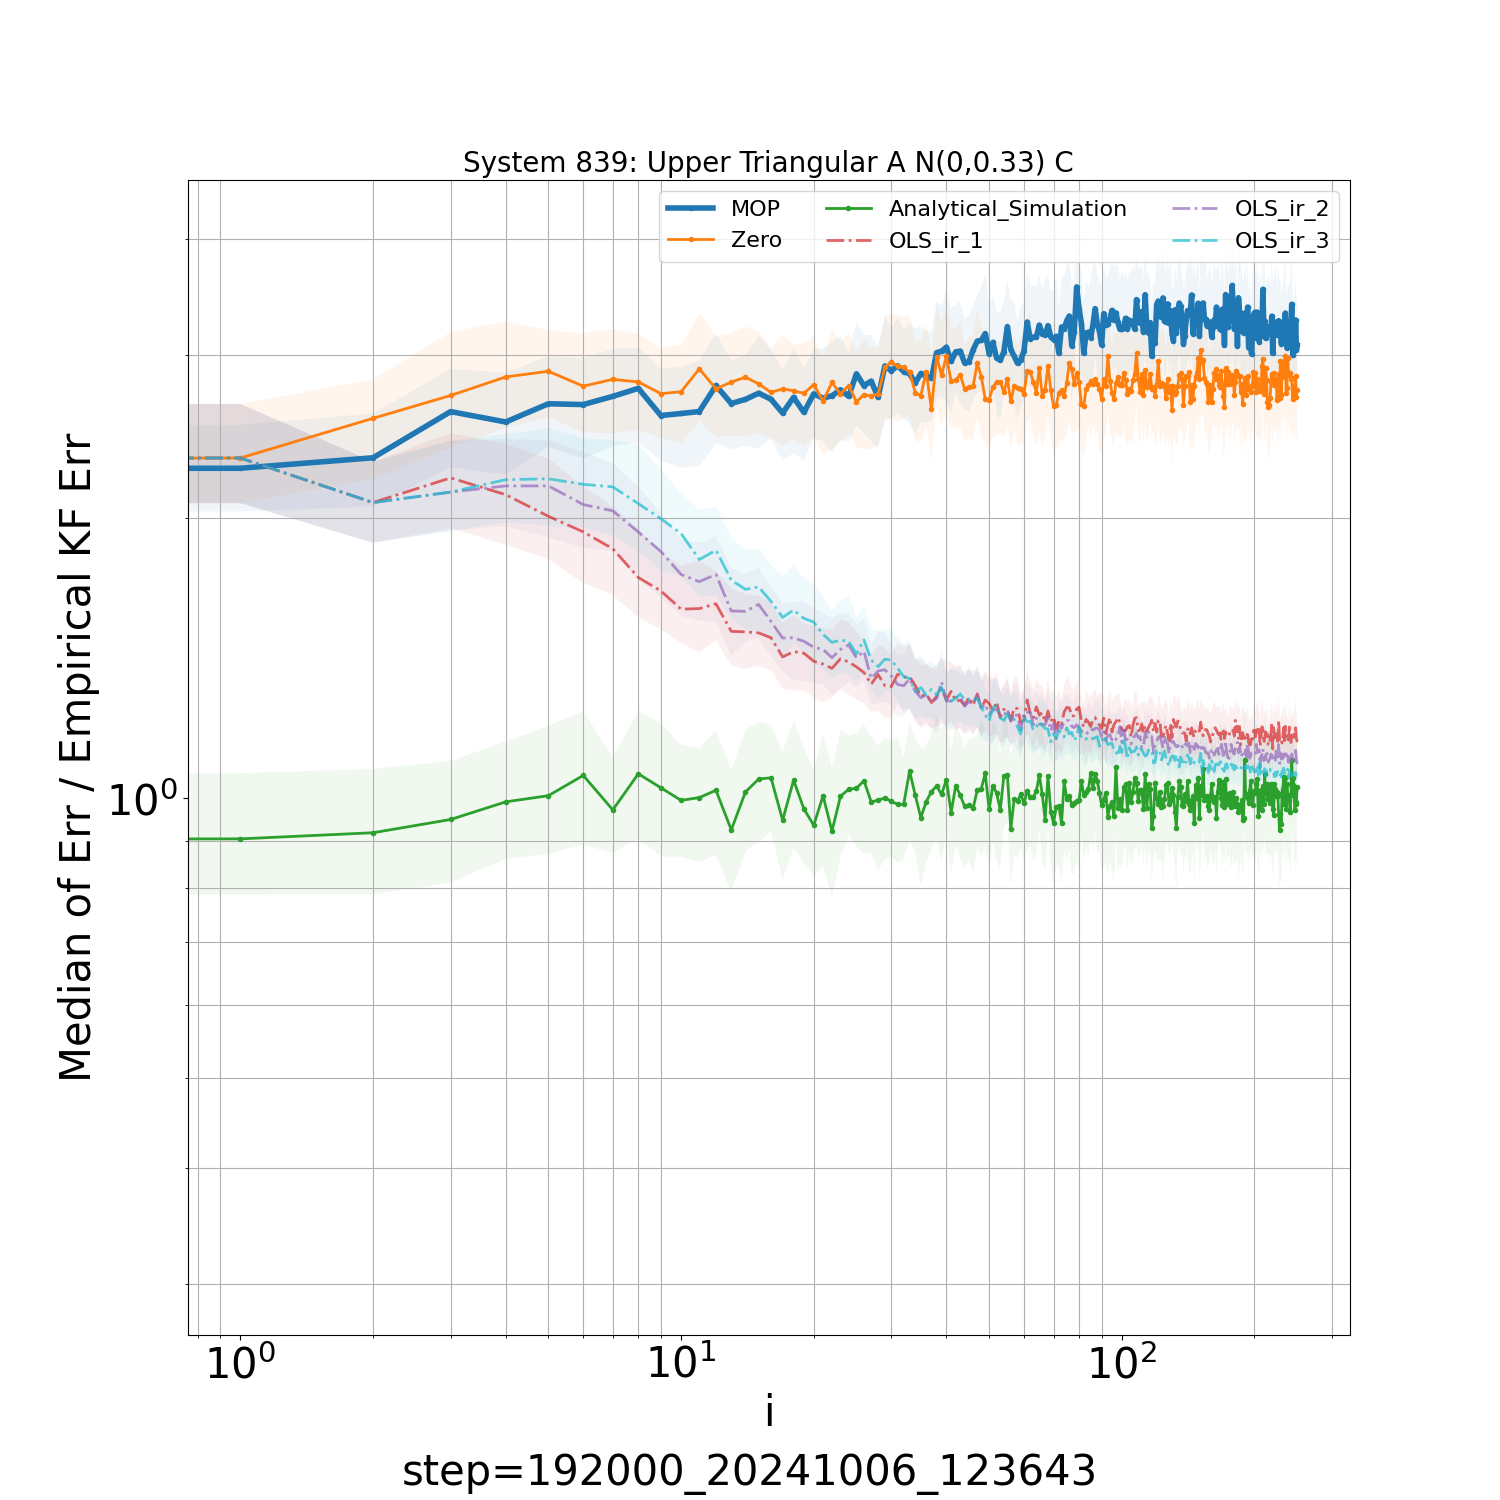 System 839: Upper Triangular A N(0,0.33) C
MOP
Zero
Analytical_Simulation
OLS_ir_1
OLS_ir_2
OLS_ir_3
Median of Err / Empirical KF Err
10⁰
10⁰ 10¹ 10²
i
step=192000_20241006_123643